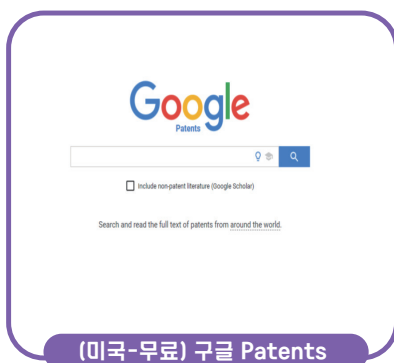 Google
Patents
Include non-patent literature (Google Scholar)
Search and read the full text of patents from around the world.
(미국-무료) 구글 Patents